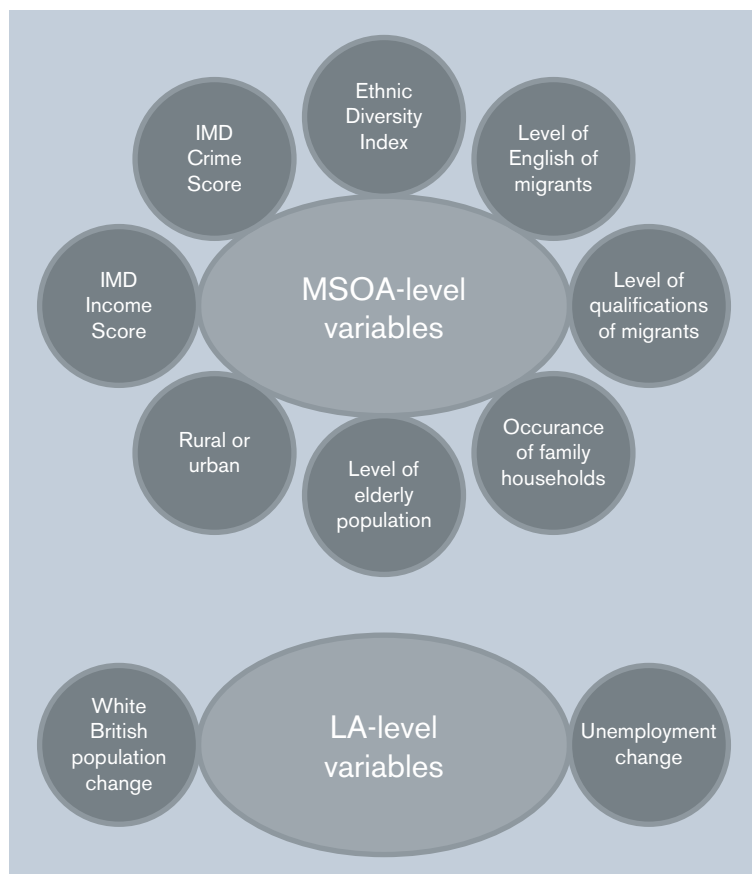 Ethnic
Diversity
Index
IMD
Crime
Score
Level of
English of
migrants
IMD
Income
Score
MSOA-level
variables
Level of
qualifications
of migrants
Rural or
urban
Level of
elderly
population
Occurance
of family
households
White
British
population
change
LA-level
variables
Unemployment
change